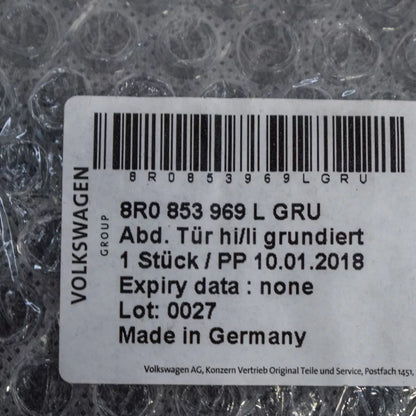 VOLKSWAGEN
GROUP
8R0853969LGRU
8R0 853 969 L GRU
Abd. Tür hi/li grundiert
1 Stück / PP 10.01.2018
Expiry data : none
Lot: 0027
Made in Germany
Volkswagen AG, Konzern Vertrieb Original Teile und Service, Postfach 1451,